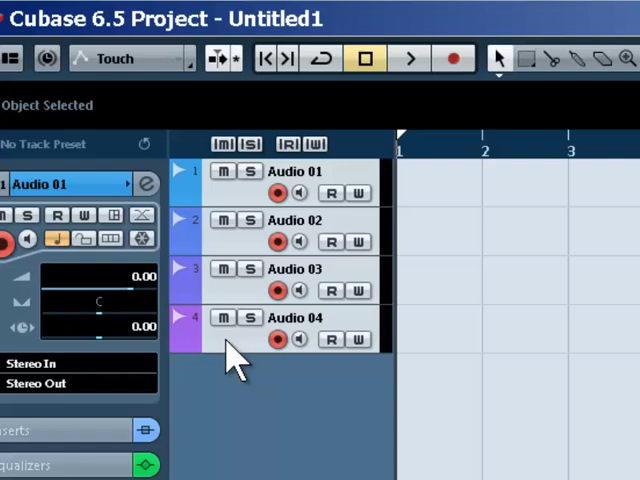 Cubase 6.5 Project - Untitled1
Touch
Object Selected
No Track Preset
[M] [S] [R] [W]
1 2 3
1 Audio 01
M S R W
0.00
C
0.00
Stereo In
Stereo Out
nserts
qualizers
1 M S Audio 01
R W
2 M S Audio 02
R W
3 M S Audio 03
R W
4 M S Audio 04
R W